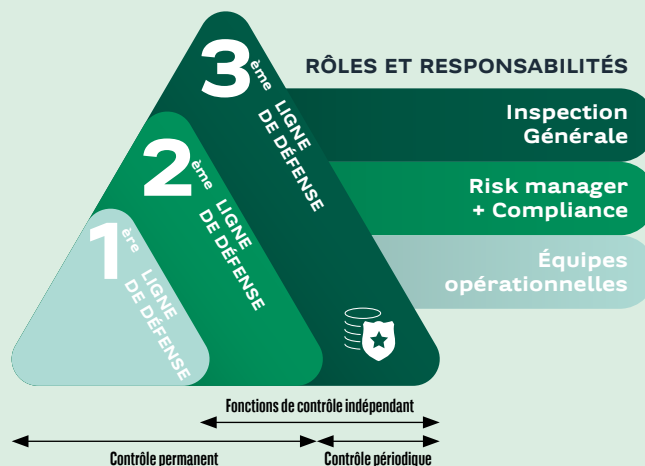 RÔLES ET RESPONSABILITÉS
3ème LIGNE
DE DÉFENSE
Inspection
Générale
2ème LIGNE
DE DÉFENSE
Risk manager
+ Compliance
1ère LIGNE
DE DÉFENSE
Équipes
opérationnelles
Fonctions de contrôle indépendant
Contrôle permanent
Contrôle périodique